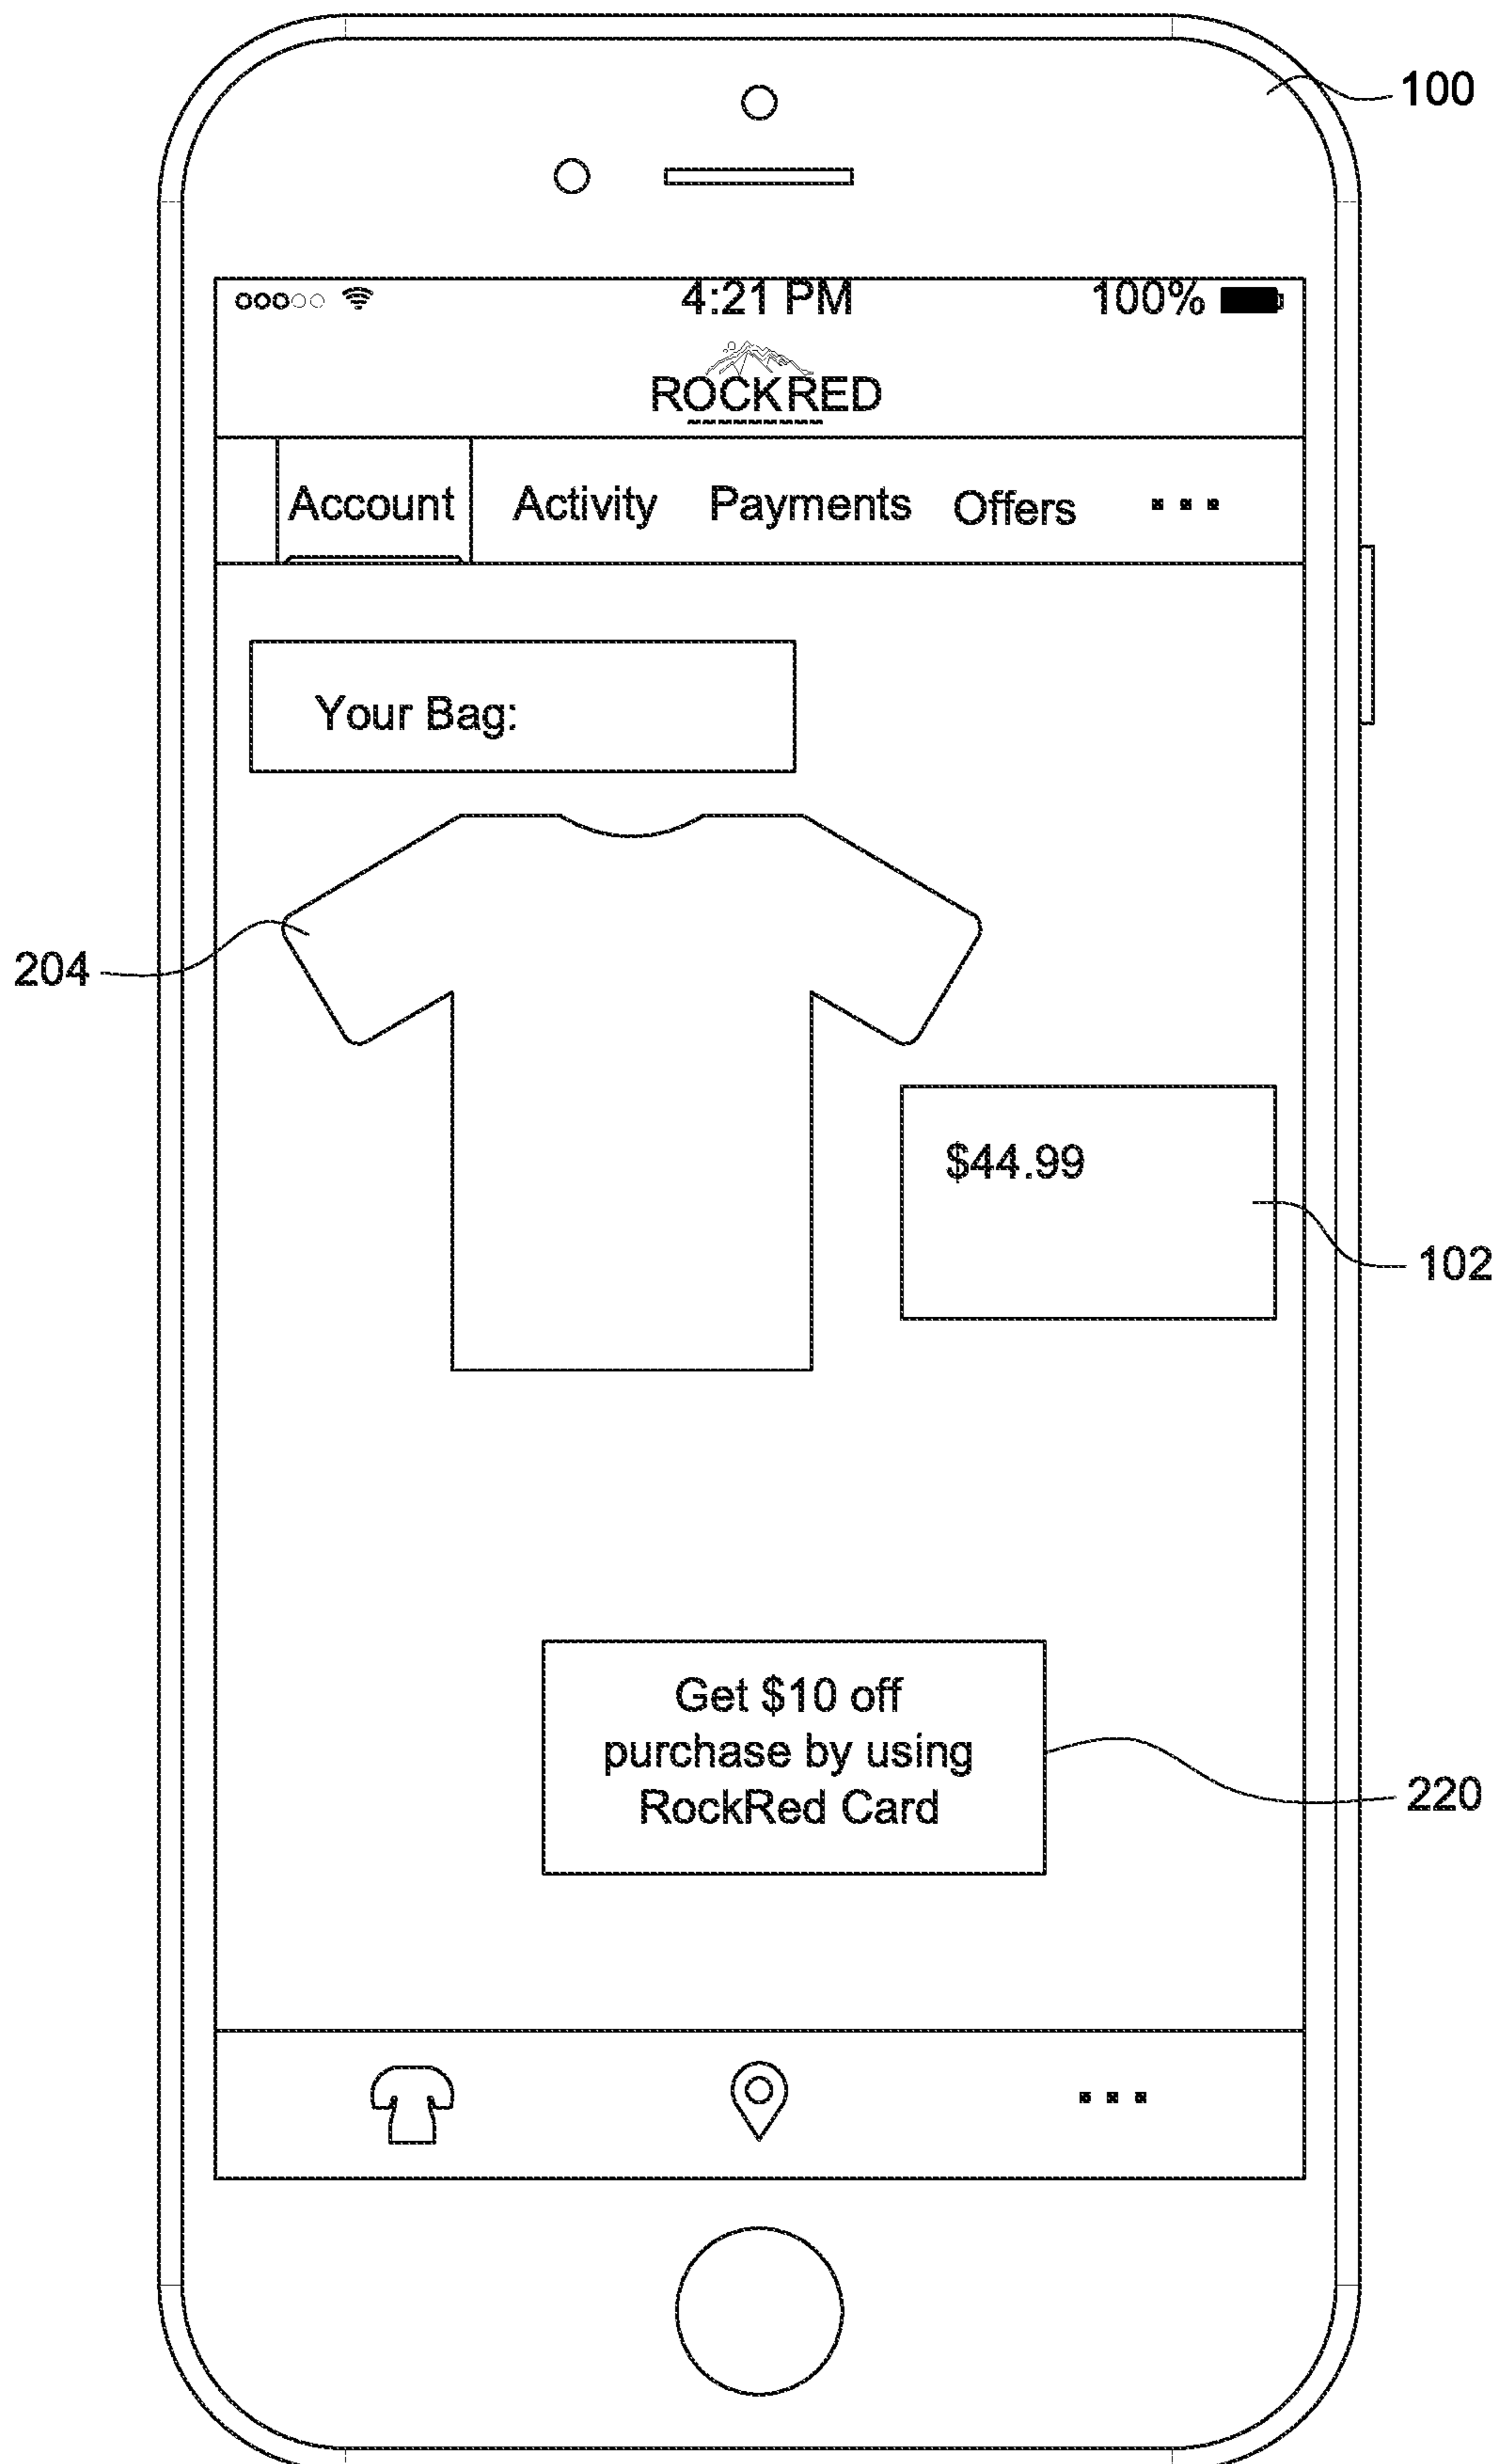 100
4:21 PM 100%
ROCKRED
Account Activity Payments Offers ...
Your Bag:
204
$44.99
102
Get $10 off
purchase by using
RockRed Card
220
...